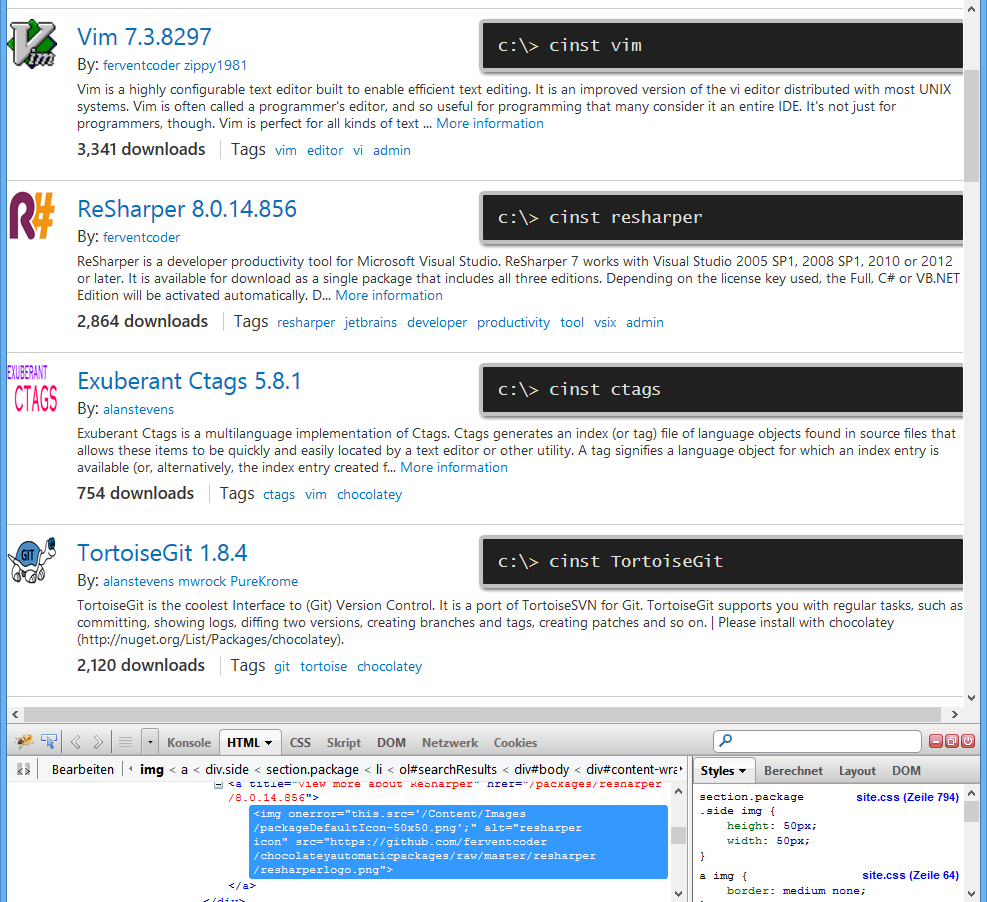 Vim
Vim 7.3.8297
c:\> cinst vim
By: ferventcoder zippy1981
Vim is a highly configurable text editor built to enable efficient text editing. It is an improved version of the vi editor distributed with most UNIX
systems. Vim is often called a programmer's editor, and so useful for programming that many consider it an entire IDE. It's not just for
programmers, though. Vim is perfect for all kinds of text ... More information
3,341 downloads Tags vim editor vi admin
R#
ReSharper 8.0.14.856
c:\> cinst resharper
By: ferventcoder
ReSharper is a developer productivity tool for Microsoft Visual Studio. ReSharper 7 works with Visual Studio 2005 SP1, 2008 SP1, 2010 or 2012
or later. It is available for download as a single package that includes all three editions. Depending on the license key used, the Full, C# or VB.NET
Edition will be activated automatically. D... More information
2,864 downloads Tags resharper jetbrains developer productivity tool vsix admin
EXUBERANT
CTAGS
Exuberant Ctags 5.8.1
c:\> cinst ctags
By: alanstevens
Exuberant Ctags is a multilanguage implementation of Ctags. Ctags generates an index (or tag) file of language objects found in source files that
allows these items to be quickly and easily located by a text editor or other utility. A tag signifies a language object for which an index entry is
available (or, alternatively, the index entry created f... More information
754 downloads Tags ctags vim chocolatey
GIT
TortoiseGit 1.8.4
c:\> cinst TortoiseGit
By: alanstevens mwrock PureKrome
TortoiseGit is the coolest Interface to (Git) Version Control. It is a port of TortoiseSVN for Git. TortoiseGit supports you with regular tasks, such as
committing, showing logs, diffing two versions, creating branches and tags, creating patches and so on. | Please install with chocolatey
(http://nuget.org/List/Packages/chocolatey).
2,120 downloads Tags git tortoise chocolatey
Konsole HTML CSS Skript DOM Netzwerk Cookies
Bearbeiten img < a < div.side < section.package < li < ol#searchResults < div#body < div#content-wra
Styles Berechnet Layout DOM
<a title="View more about ReSharper" href="/packages/resharper
/8.0.14.856">
<img onerror="this.src='/Content/Images
/packageDefaultIcon-50x50.png';" alt="resharper
icon" src="https://github.com/ferventcoder
/chocolateyautomaticpackages/raw/master/resharper
/resharperlogo.png">
</a>
</div>
section.package site.css (Zeile 794)
.side img {
height: 50px;
width: 50px;
}
a img { site.css (Zeile 64)
border: medium none;